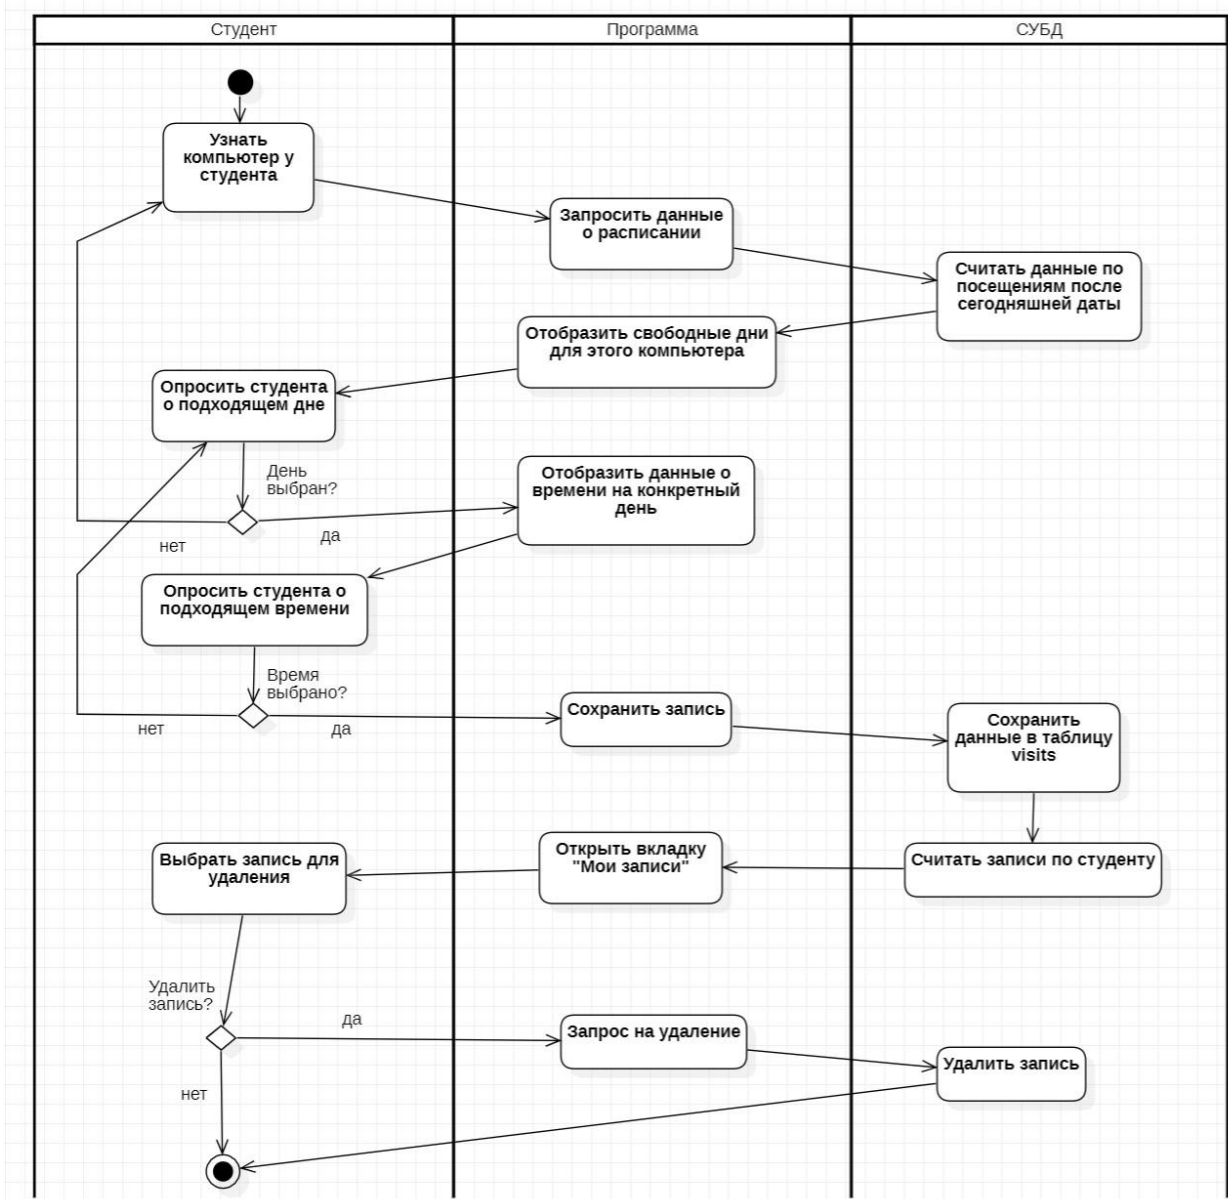 Студент
Программа
СУБД
Узнать
компьютер у
студента
Запросить данные
о расписании
Считать данные по
посещениям после
сегодняшней даты
Отобразить свободные дни
для этого компьютера
Опросить студента
о подходящем дне
День
выбран?
нет
да
Отобразить данные о
времени на конкретный
день
Опросить студента о
подходящем времени
Время
выбрано?
нет
да
Сохранить запись
Сохранить
данные в таблицу
visits
Считать записи по студенту
Открыть вкладку
"Мои записи"
Выбрать запись для
удаления
Удалить
запись?
да
нет
Запрос на удаление
Удалить запись